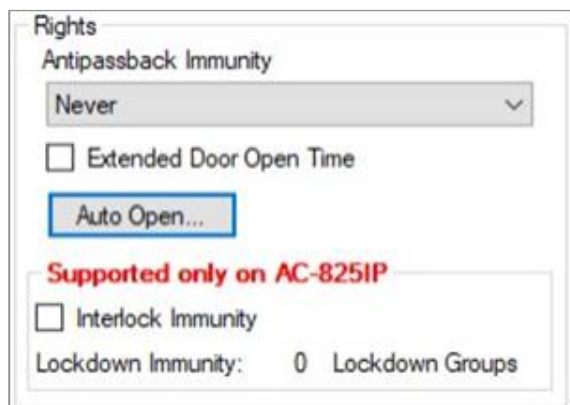 Rights
Antipassback Immunity
Never
Extended Door Open Time
Auto Open...
Supported only on AC-825IP
Interlock Immunity
Lockdown Immunity: 0 Lockdown Groups